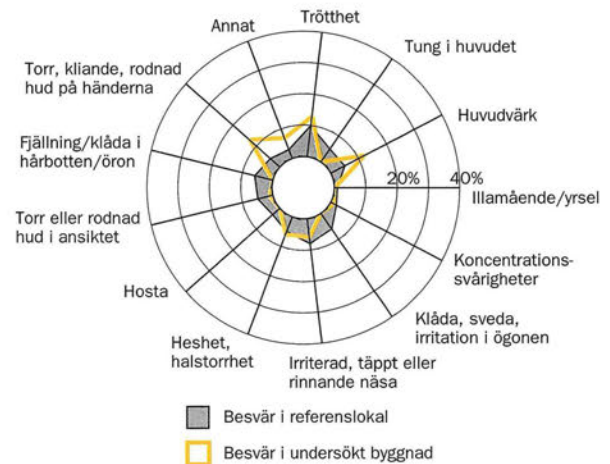 Trötthet
Annat
Tung i huvudet
Torr, kliande, rodnad
hud på händerna
Huvudvärk
Fjällning/klåda i
hårbotten/öron
20%
40%
Illamående/yrsel
Torr eller rodnad
hud i ansiktet
Koncentrations-
svårigheter
Hosta
Klåda, sveda,
irritation i ögonen
Heshet,
halstorrhet
Irriterad, täppt eller
rinnande näsa
Besvär i referenslokal
Besvär i undersökt byggnad